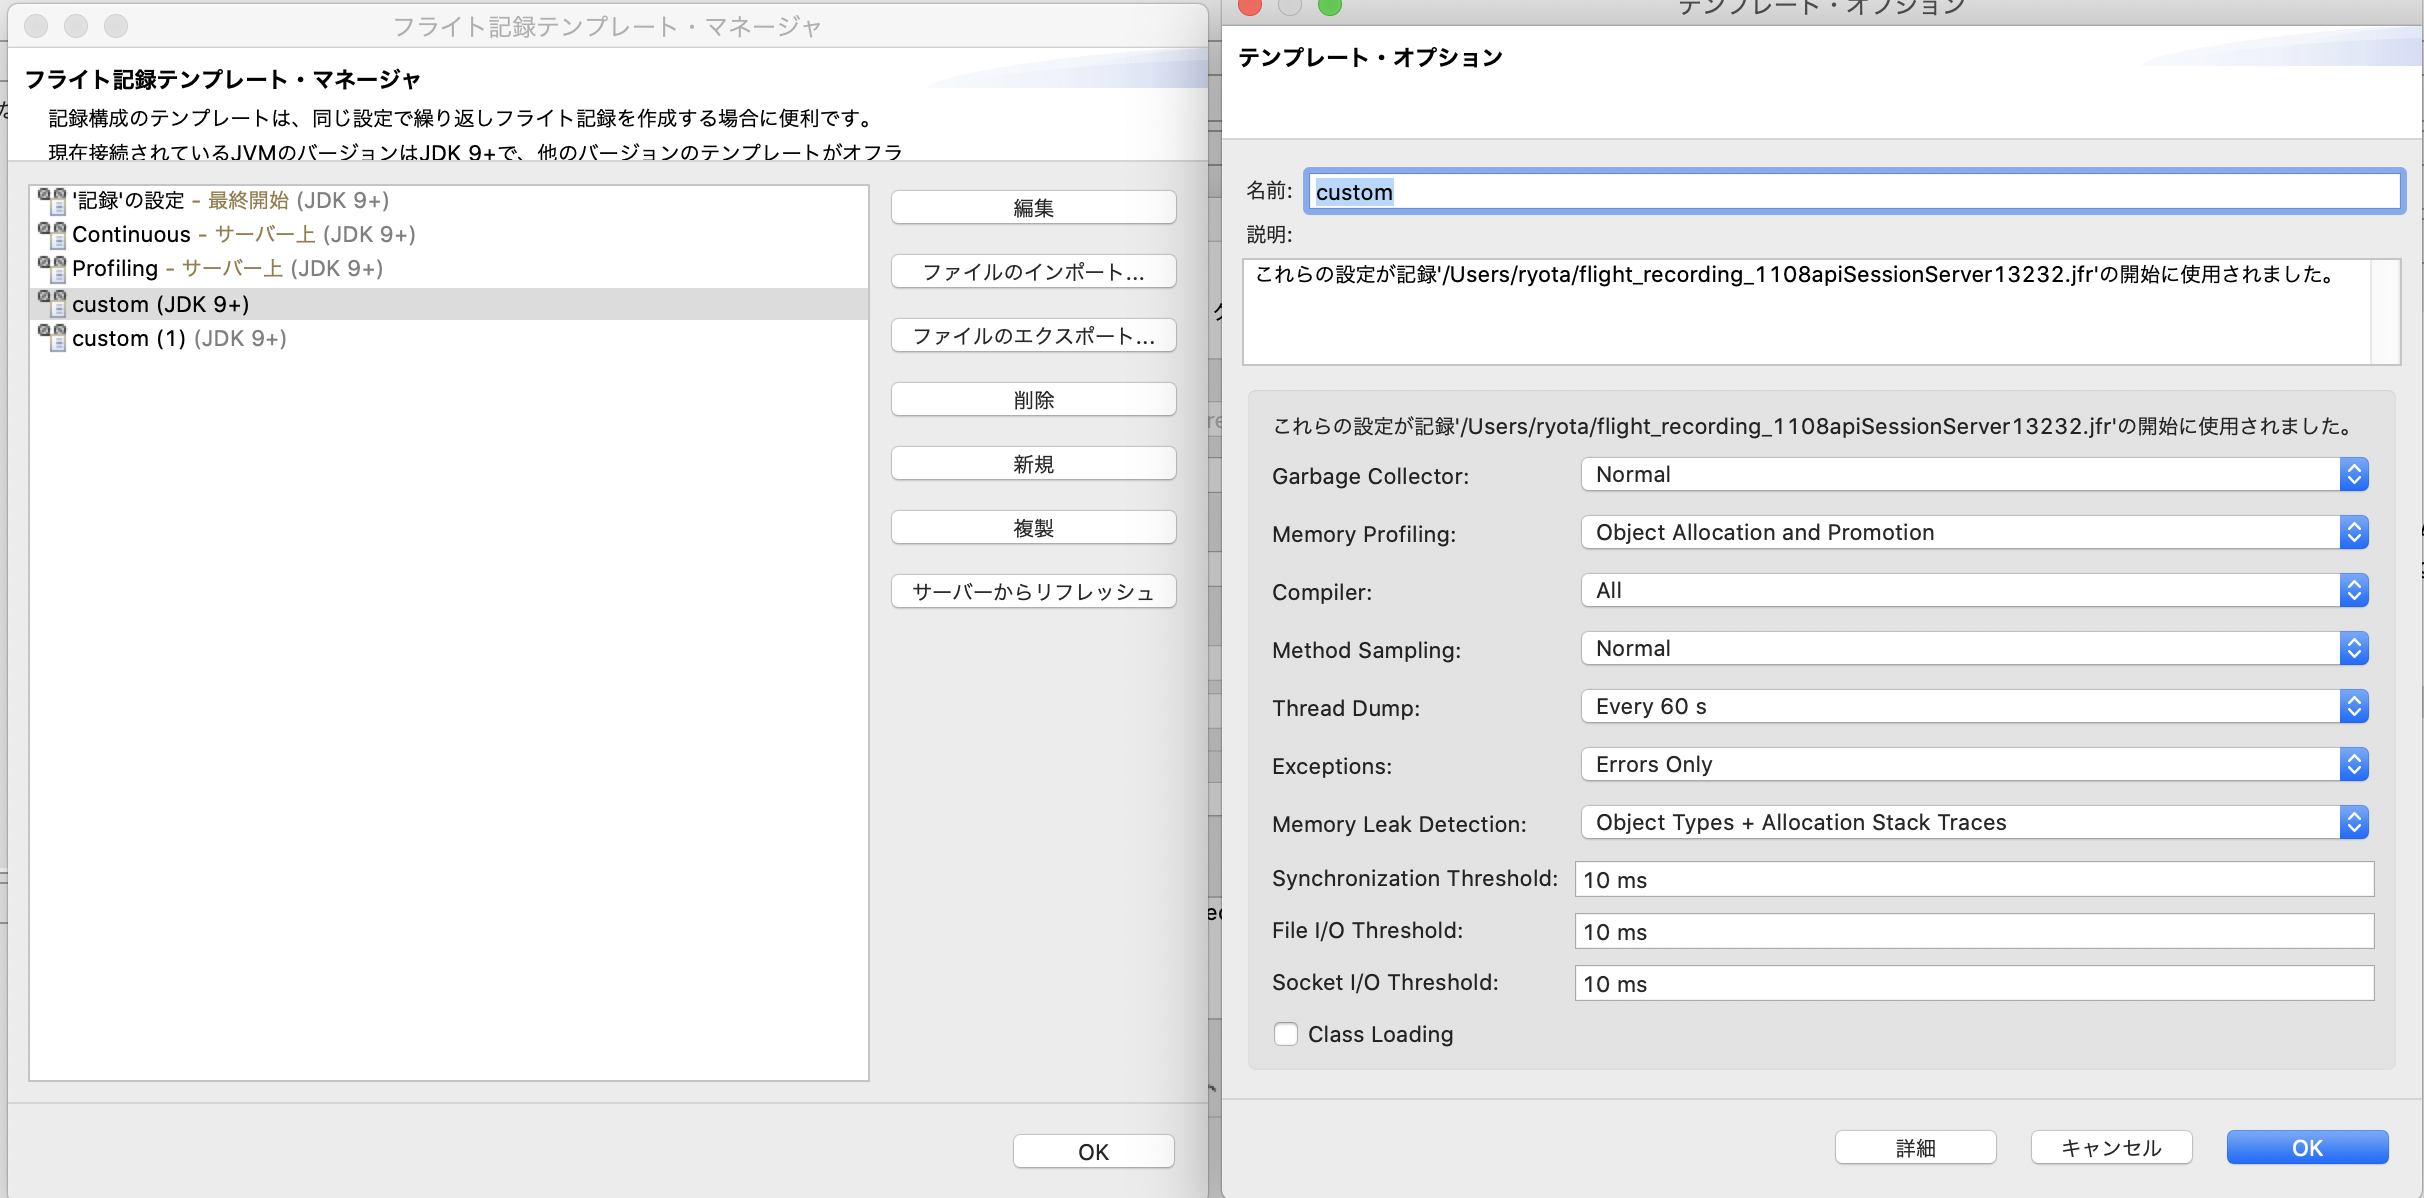 フライト記録テンプレート・マネージャ
フライト記録テンプレート・マネージャ
記録構成のテンプレートは、同じ設定で繰り返しフライト記録を作成する場合に便利です。
現在接続されているJVMのバージョンはJDK 9+で、他のバージョンのテンプレートがオフラ
'記録'の設定 - 最終開始 (JDK 9+)
Continuous - サーバー上 (JDK 9+)
Profiling - サーバー上 (JDK 9+)
custom (JDK 9+)
custom (1) (JDK 9+)
編集
ファイルのインポート...
ファイルのエクスポート...
削除
新規
複製
サーバーからリフレッシュ
OK
テンプレート・オプション
テンプレート・オプション
名前: custom
説明:
これらの設定が記録'/Users/ryota/flight_recording_1108apiSessionServer13232.jfr'の開始に使用されました。
これらの設定が記録'/Users/ryota/flight_recording_1108apiSessionServer13232.jfr'の開始に使用されました。
Garbage Collector: Normal
Memory Profiling: Object Allocation and Promotion
Compiler: All
Method Sampling: Normal
Thread Dump: Every 60 s
Exceptions: Errors Only
Memory Leak Detection: Object Types + Allocation Stack Traces
Synchronization Threshold: 10 ms
File I/O Threshold: 10 ms
Socket I/O Threshold: 10 ms
Class Loading
詳細 キャンセル OK